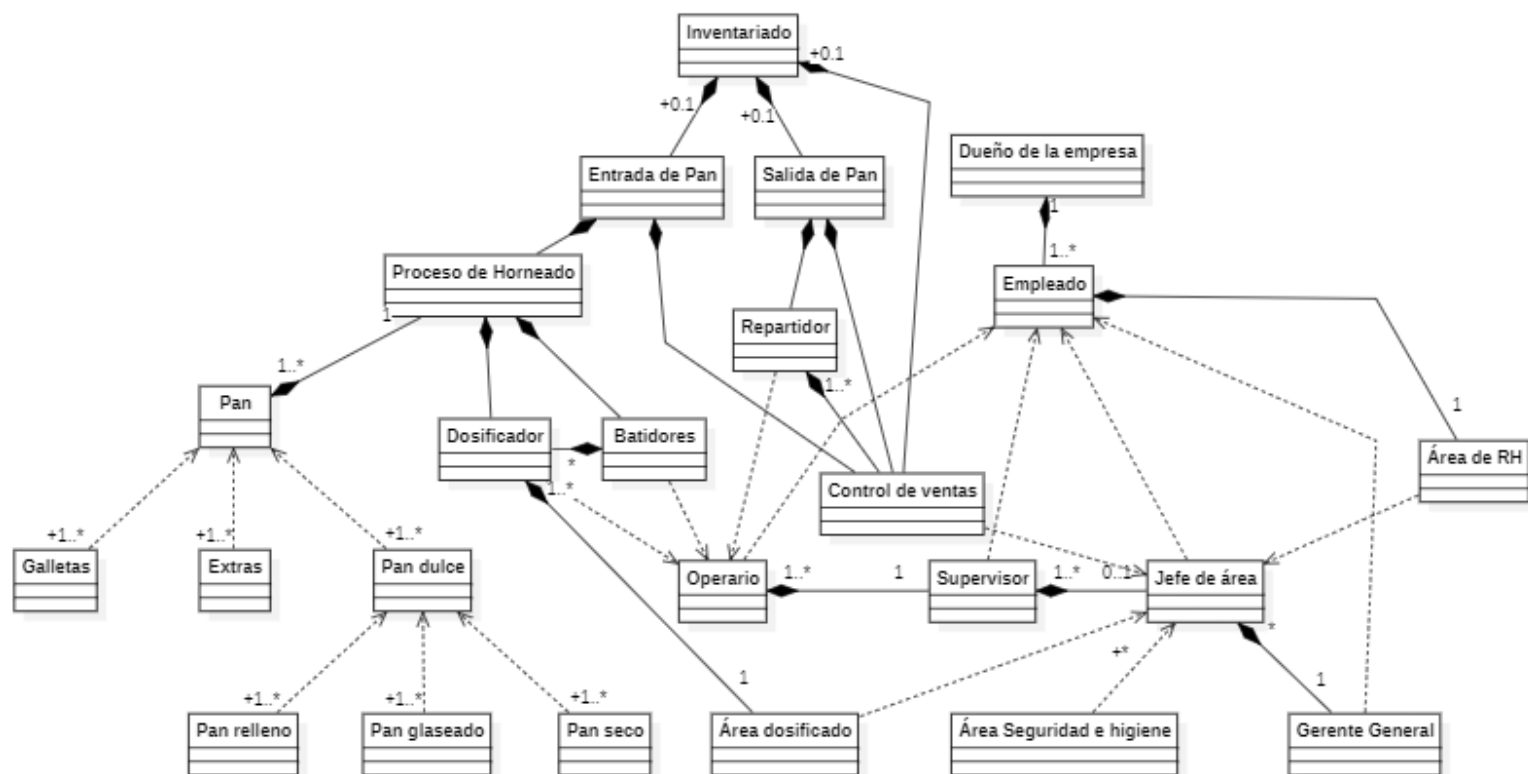 Inventariado
+0.1
+0.1
+0.1
Dueño de la empresa
1
Entrada de Pan
Salida de Pan
1..*
Proceso de Horneado
Empleado
1
Repartidor
1..*
1..*
Pan
1
Dosificador
*
Batidores
Área de RH
1..*
Control de ventas
+1..*
+1..*
+1..*
Galletas
Extras
Pan dulce
Operario
1..*
1
Supervisor
1..*
0..1
Jefe de área
*
+*
1
1
+1..*
+1..*
+1..*
Pan relleno
Pan glaseado
Pan seco
Área dosificado
Área Seguridad e higiene
Gerente General